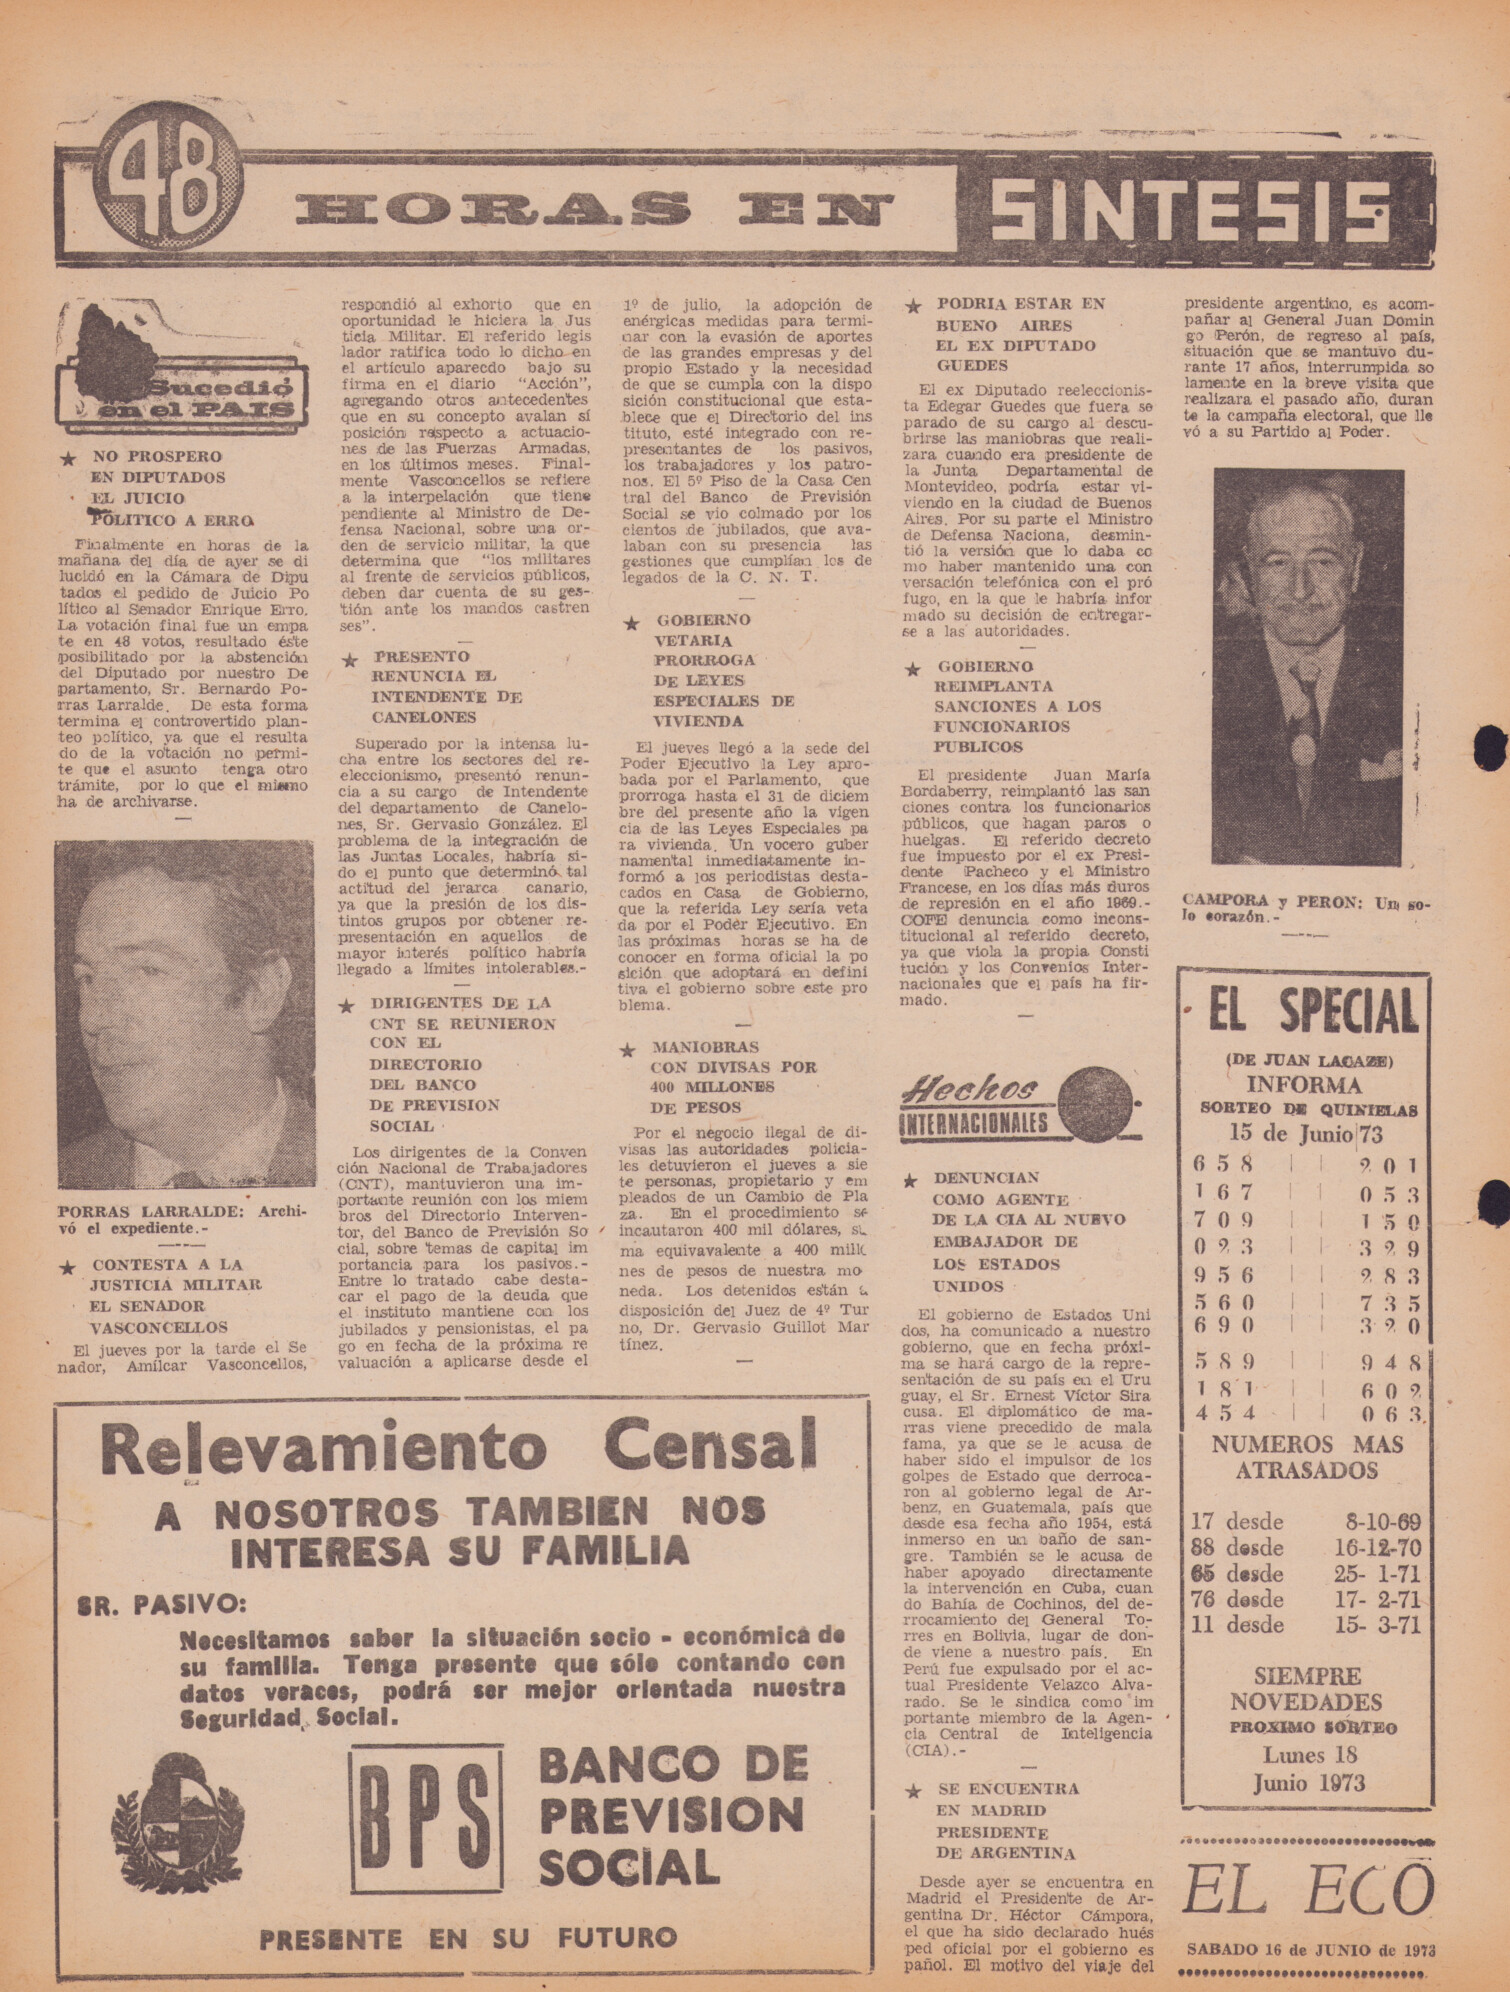 48 HORAS EN SINTESIS
Sucedió
en el PAIS
★ NO PROSPERO
EN DIPUTADOS
EL JUICIO
POLITICO A ERRO
Finalmente en horas de la
mañana del día de ayer se di
lucidó en la Cámara de Dipu
tados el pedido de Juicio Po
lítico al Senador Enrique Erro.
La votación final fue un empa
te en 48 votos, resultado éste
posibilitado por la abstención
del Diputado por nuestro De
partamento, Sr. Bernardo Po-
rras Larralde. De esta forma
termina el controvertido plan-
teo político, ya que el resulta
do de la votación no permi-
te que el asunto tenga otro
trámite, por lo que el mismo
ha de archivarse.
PORRAS LARRALDE: Archi-
vó el expediente.-
★ CONTESTA A LA
JUSTICIA MILITAR
EL SENADOR
VASCONCELLOS
El jueves por la tarde el Se
nador, Amílcar Vasconcellos,
respondió al exhorto que en
oportunidad le hiciera la Jus
ticia Militar. El referido legis
lador ratifica todo lo dicho en
el artículo aparecdo bajo su
firma en el diario "Acción",
agregando otros antecedentes
que en su concepto avalan sí
posición respecto a actuacio-
nes de las Fuerzas Armadas,
en los últimos meses. Final-
mente Vasconcellos se refiere
a la interpelación que tiene
pendiente al Ministro de De-
fensa Nacional, sobre una or-
den de servicio militar, la que
determina que "los militares
al frente de servicios públicos,
deben dar cuenta de su ges-
tión ante los mandos castren
ses".
★ PRESENTO
RENUNCIA EL
INTENDENTE DE
CANELONES
Superado por la intensa lu-
cha entre los sectores del re-
eleccionismo, presentó renun-
cia a su cargo de Intendente
del departamento de Canelo-
nes, Sr. Gervasio González. El
problema de la integración de
las Juntas Locales, habría si-
do el punto que determinó tal
actitud del jerarca canario,
ya que la presión de los dis-
tintos grupos por obtener re-
presentación en aquellos de
mayor interés político habría
llegado a límites intolerables.-
★ DIRIGENTES DE LA
CNT SE REUNIERON
CON EL
DIRECTORIO
DEL BANCO
DE PREVISION
SOCIAL
Los dirigentes de la Conven
ción Nacional de Trabajadores
(CNT), mantuvieron una im-
portante reunión con los miem
bros del Directorio Interven-
tor, del Banco de Previsión So
cial, sobre temas de capital im
portancia para los pasivos.-
Entre lo tratado cabe desta-
car el pago de la deuda que
el instituto mantiene con los
jubilados y pensionistas, el pa
go en fecha de la próxima re
valuación a aplicarse desde el
1º de julio, la adopción de
enérgicas medidas para termi-
nar con la evasión de aportes
de las grandes empresas y del
propio Estado y la necesidad
de que se cumpla con la dispo
sición constitucional que esta-
blece que el Directorio del ins
tituto, esté integrado con re-
presentantes de los pasivos,
los trabajadores y los patro-
nos. El 5º Piso de la Casa Cen
tral del Banco de Previsión
Social se vio colmado por los
cientos de jubilados, que ava-
laban con su presencia las
gestiones que cumplían los de
legados de la C. N. T.
★ GOBIERNO
VETARIA
PRORROGA
DE LEYES
ESPECIALES DE
VIVIENDA
El jueves llegó a la sede del
Poder Ejecutivo la Ley apro-
bada por el Parlamento, que
prorroga hasta el 31 de diciem
bre del presente año la vigen
cia de las Leyes Especiales pa
ra vivienda. Un vocero guber
namental inmediatamente in-
formó a los periodistas desta-
cados en Casa de Gobierno,
que la referida Ley sería veta
da por el Poder Ejecutivo. En
las próximas horas se ha de
conocer en forma oficial la po
sición que adoptará en defini
tiva el gobierno sobre este pro
blema.
★ MANIOBRAS
CON DIVISAS POR
400 MILLONES
DE PESOS
Por el negocio ilegal de di-
visas las autoridades policia-
les detuvieron el jueves a sie
te personas, propietario y em
pleados de un Cambio de Pla
za. En el procedimiento se
incautaron 400 mil dólares, su
ma equivavalente a 400 millo
nes de pesos de nuestra mo
neda. Los detenidos están a
disposición del Juez de 4º Tur
no, Dr. Gervasio Guillot Mar
tínez.
★ PODRIA ESTAR EN
BUENO AIRES
EL EX DIPUTADO
GUEDES
El ex Diputado reeleccionis-
ta Edegar Guedes que fuera se
parado de su cargo al descu-
brirse las maniobras que reali-
zara cuando era presidente de
la Junta Departamental de
Montevideo, podría estar vi-
viendo en la ciudad de Buenos
Aires. Por su parte el Ministro
de Defensa Naciona, desmin-
tió la versión que lo daba co
mo haber mantenido una con
versación telefónica con el pró
fugo, en la que le habría infor
mado su decisión de entregar-
se a las autoridades.
★ GOBIERNO
REIMPLANTA
SANCIONES A LOS
FUNCIONARIOS
PUBLICOS
El presidente Juan María
Bordaberry, reimplantó las san
ciones contra los funcionarios
públicos, que hagan paros o
huelgas. El referido decreto
fue impuesto por el ex Presi-
dente Pacheco y el Ministro
Francese, en los días más duros
de represión en el año 1969.-
COFE denuncia como incons-
titucional al referido decreto,
ya que viola la propia Consti
tución y los Convenios Inter-
nacionales que el país ha fir-
mado.
Hechos
INTERNACIONALES
★ DENUNCIAN
COMO AGENTE
DE LA CIA AL NUEVO
EMBAJADOR DE
LOS ESTADOS
UNIDOS
El gobierno de Estados Uni
dos, ha comunicado a nuestro
gobierno, que en fecha próxi-
ma se hará cargo de la repre-
sentación de su país en el Uru
guay, el Sr. Ernest Víctor Sira
cusa. El diplomático de ma-
rras viene precedido de mala
fama, ya que se le acusa de
haber sido el impulsor de los
golpes de Estado que derroca-
ron al gobierno legal de Ar-
benz, en Guatemala, país que
desde esa fecha año 1954, está
inmerso en un baño de san-
gre. También se le acusa de
haber apoyado directamente
la intervención en Cuba, cuan
do Bahía de Cochinos, del de-
rrocamiento del General To-
rres en Bolivia, lugar de don-
de viene a nuestro país. En
Perú fue expulsado por el ac-
tual Presidente Velazco Alva-
rado. Se le sindica como im
portante miembro de la Agen-
cia Central de Inteligencia
(CIA).-
★ SE ENCUENTRA
EN MADRID
PRESIDENTE
DE ARGENTINA
Desde ayer se encuentra en
Madrid el Presidente de Ar-
gentina Dr. Héctor Cámpora,
el que ha sido declarado hués
ped oficial por el gobierno es
pañol. El motivo del viaje del
presidente argentino, es acom-
pañar al General Juan Domin
go Perón, de regreso al país,
situación que se mantuvo du-
rante 17 años, interrumpida so
lamente en la breve visita que
realizara el pasado año, duran
te la campaña electoral, que lle
vó a su Partido al Poder.
CAMPORA y PERON: Un so-
lo corazón.-
EL SPECIAL
(DE JUAN LACAZE)
INFORMA
SORTEO DE QUINIELAS
15 de Junio 73
658 | | 201
167 | | 053
709 | | 150
023 | | 329
956 | | 283
560 | | 735
690 | | 320
589 | | 948
181 | | 602
454 | | 063
NUMEROS MAS
ATRASADOS
17 desde 8-10-69
88 desde 16-12-70
65 desde 25- 1-71
76 desde 17- 2-71
11 desde 15- 3-71
SIEMPRE
NOVEDADES
PROXIMO SORTEO
Lunes 18
Junio 1973
EL ECO
SABADO 16 de JUNIO de 1973
Relevamiento Censal
A NOSOTROS TAMBIEN NOS
INTERESA SU FAMILIA
SR. PASIVO:
Necesitamos saber la situación socio - económica de
su familia. Tenga presente que sólo contando con
datos veraces, podrá ser mejor orientada nuestra
Seguridad Social.
BPS
BANCO DE
PREVISION
SOCIAL
PRESENTE EN SU FUTURO